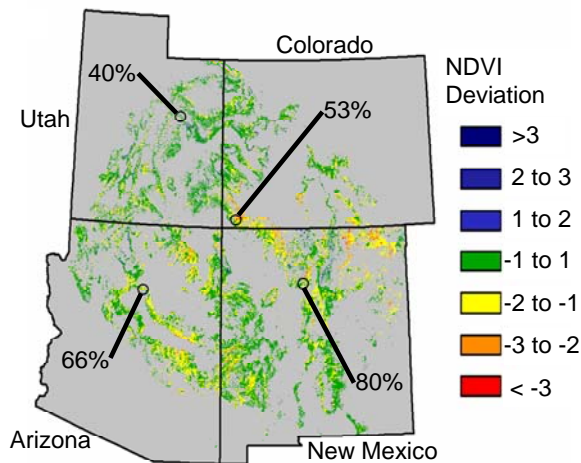 Colorado
NDVI
Deviation
40%
53%
Utah
>3
2 to 3
1 to 2
-1 to 1
-2 to -1
-3 to -2
< -3
66%
80%
Arizona
New Mexico